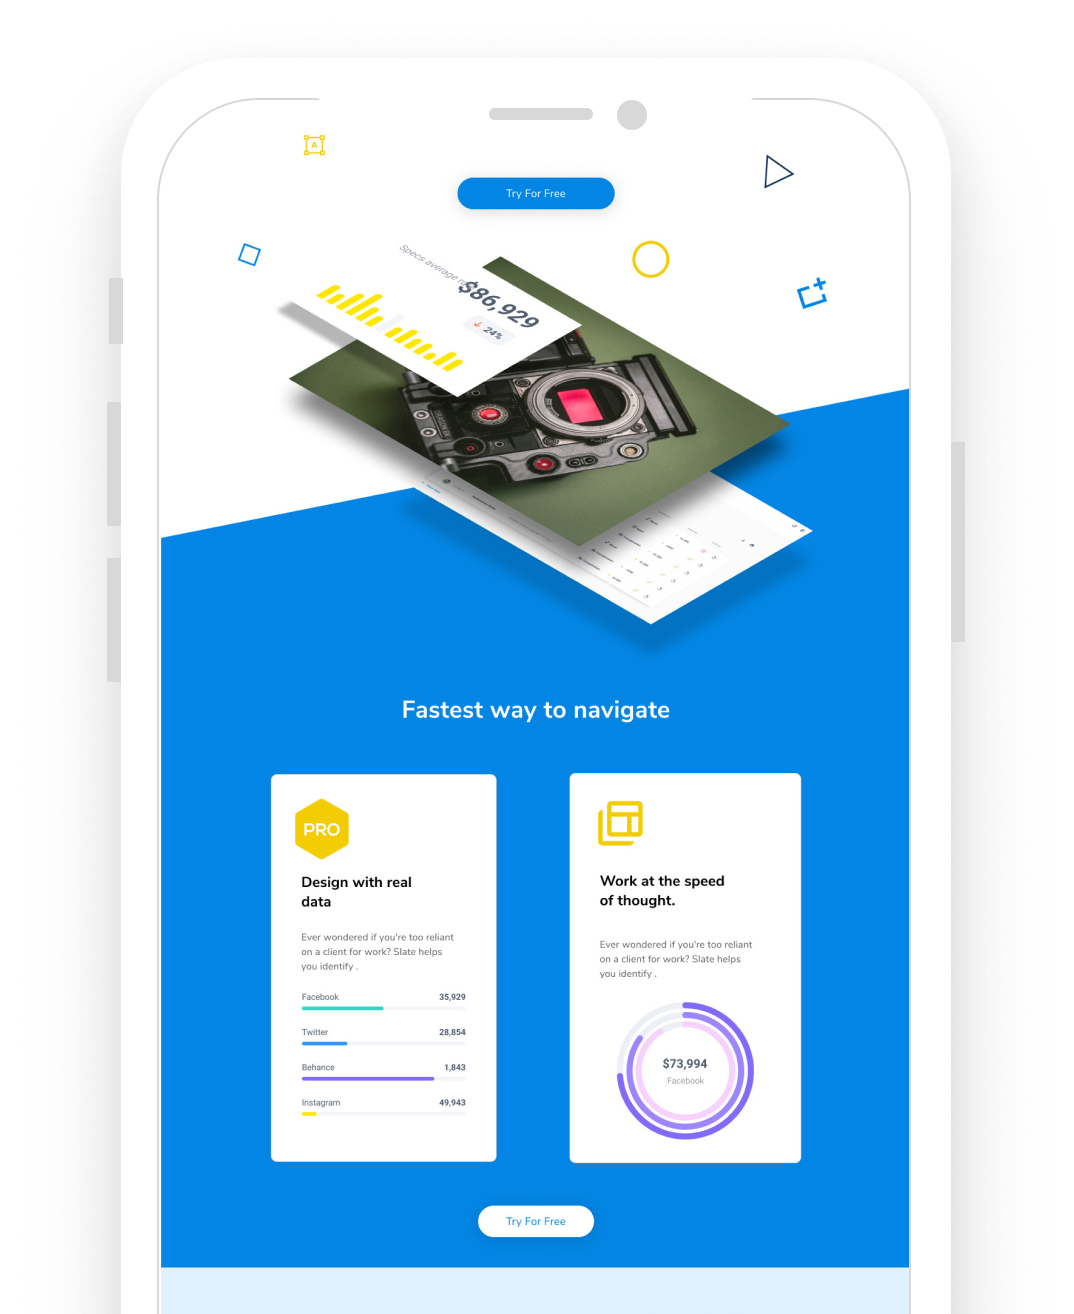 A
Try For Free
Specs average
$86,929
24%
Fastest way to navigate
PRO
Design with real
data
Ever wondered if you're too reliant
on a client for work? Slate helps
you identify .
Facebook 35,929
Twitter 28,854
Behance 1,843
Instagram 49,943
Work at the speed
of thought.
Ever wondered if you're too reliant
on a client for work? Slate helps
you identify .
$73,994
Facebook
Try For Free